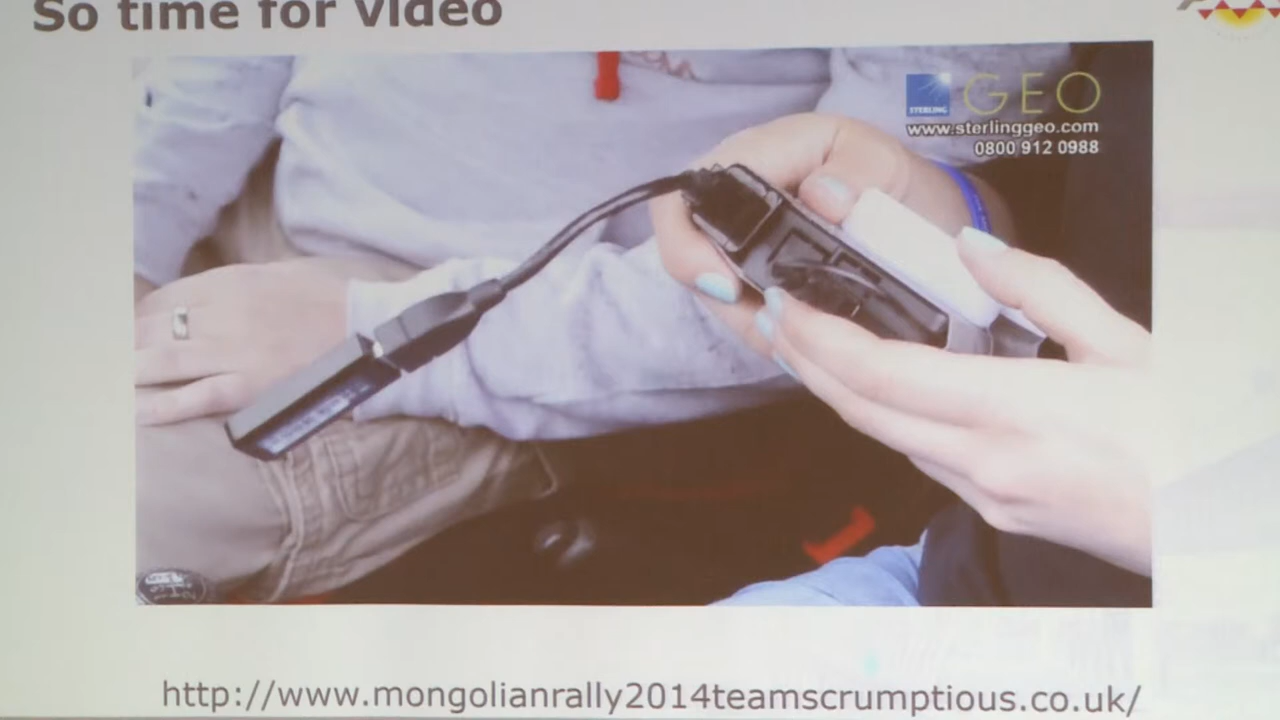 So time for video
STERLING
GEO
www.sterlinggeo.com
0800 912 0988
http://www.mongolianrally2014teamscrumptious.co.uk/